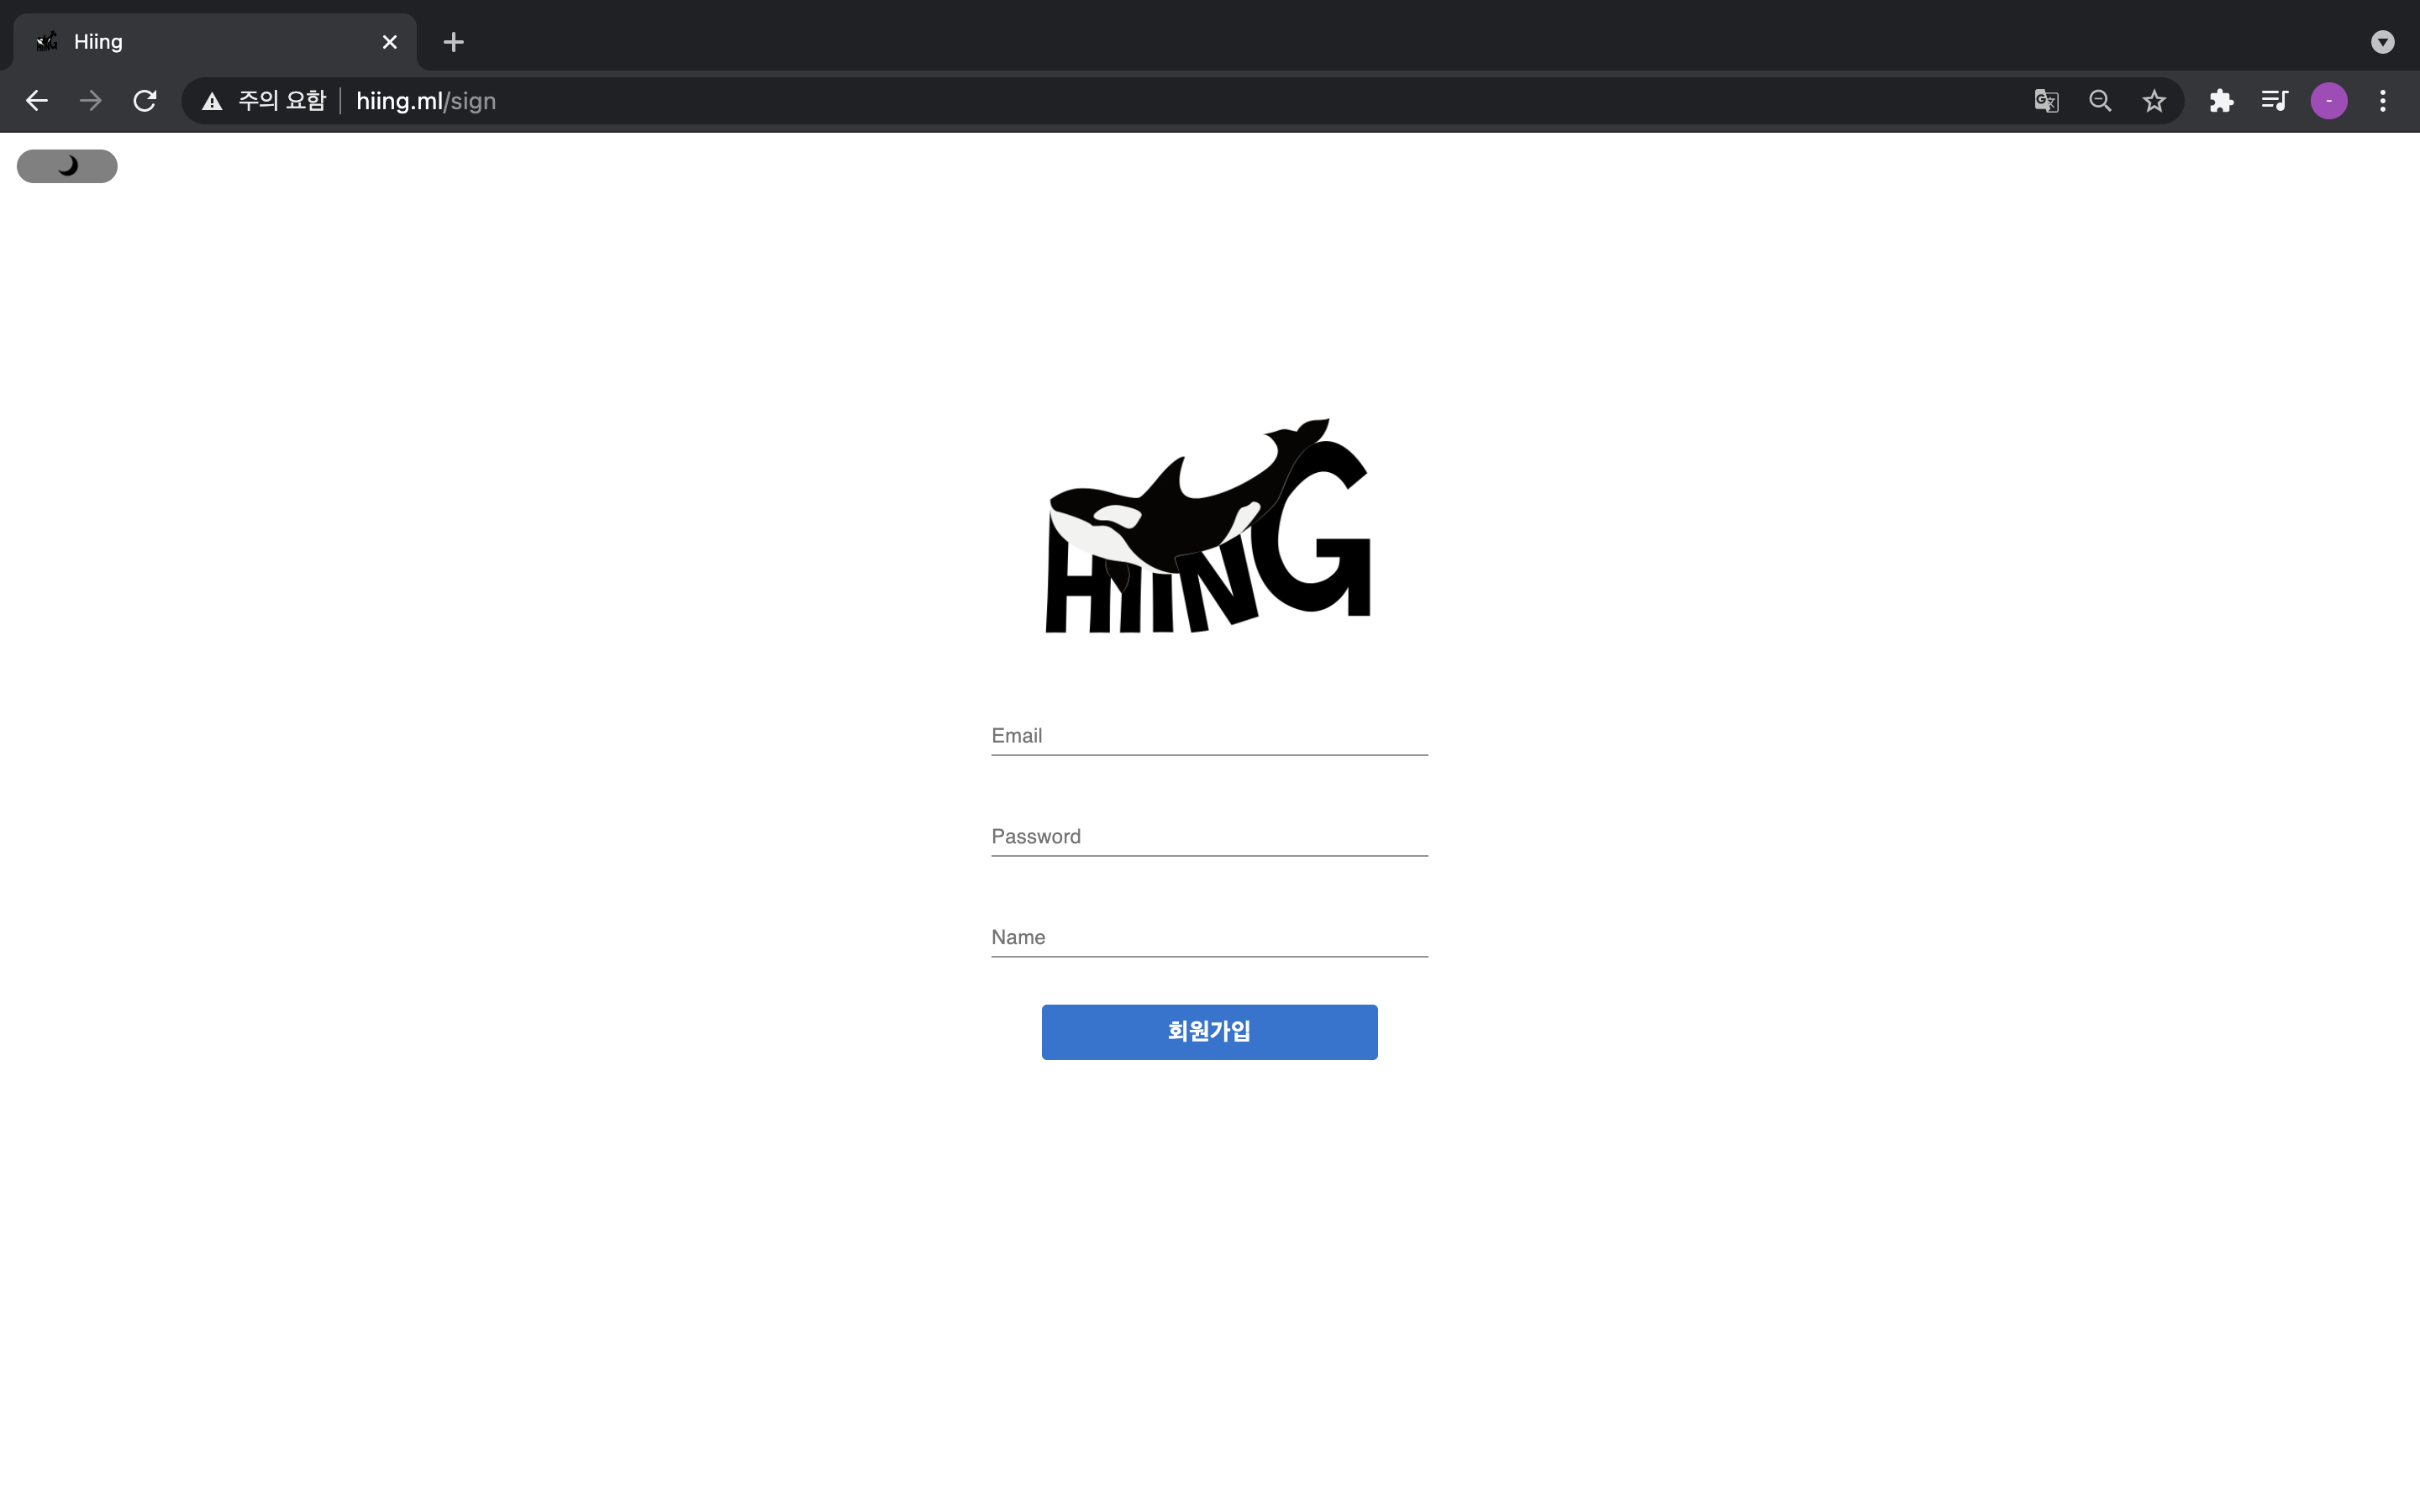 Hiing
주의 요함 hiing.ml/sign
HiiNG
Email
Password
Name
회원가입